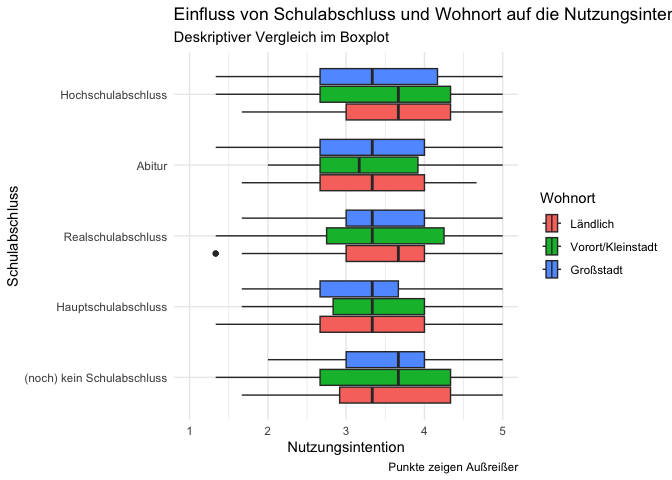 Einfluss von Schulabschluss und Wohnort auf die Nutzungsinter
Deskriptiver Vergleich im Boxplot
Schulabschluss
Hochschulabschluss
Abitur
Realschulabschluss
Hauptschulabschluss
(noch) kein Schulabschluss
1 2 3 4 5
Nutzungsintention
Punkte zeigen Außreißer
Wohnort
Ländlich
Vorort/Kleinstadt
Großstadt